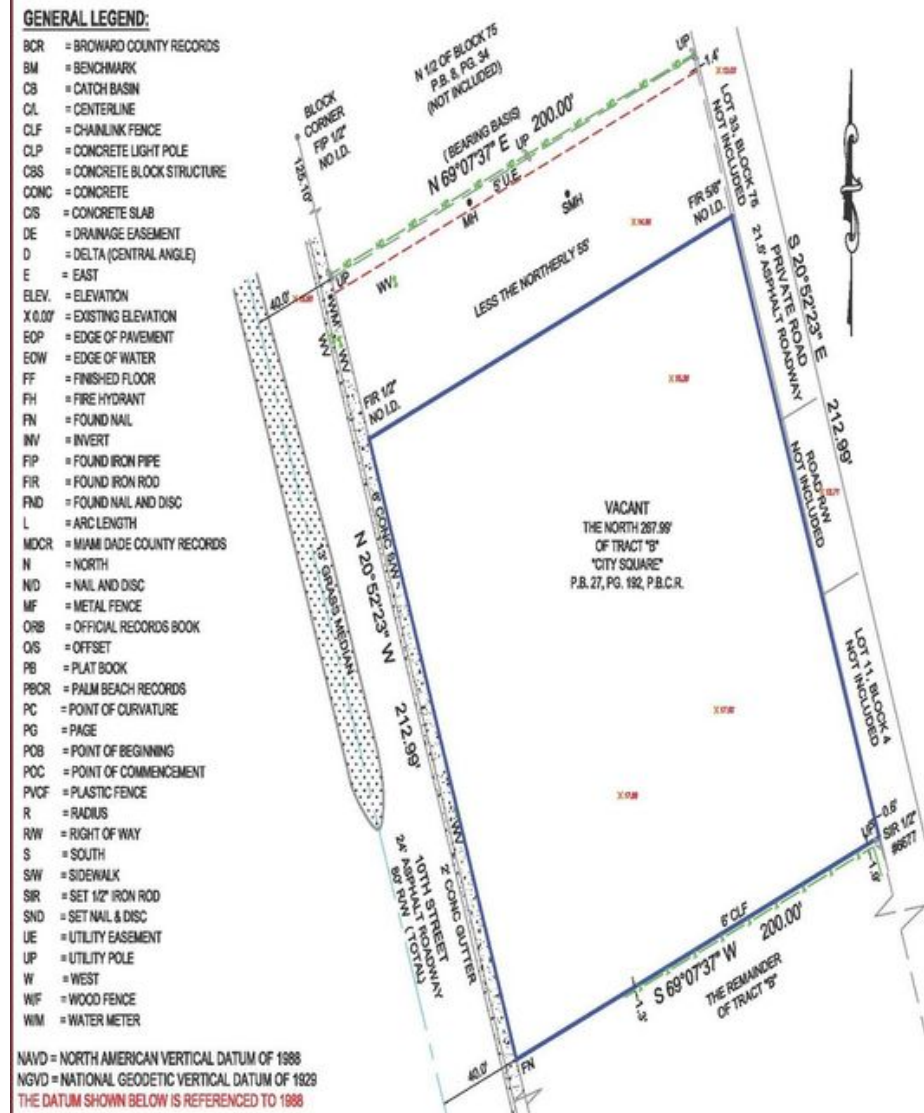 GENERAL LEGEND:
BCR = BROWARD COUNTY RECORDS
BM = BENCHMARK
CB = CATCH BASIN
C/L = CENTERLINE
CLF = CHAINLINK FENCE
CLP = CONCRETE LIGHT POLE
CBS = CONCRETE BLOCK STRUCTURE
CONC = CONCRETE
C/S = CONCRETE SLAB
DE = DRAINAGE EASEMENT
D = DELTA (CENTRAL ANGLE)
E = EAST
ELEV. = ELEVATION
X 0.00' = EXISTING ELEVATION
EOP = EDGE OF PAVEMENT
EOW = EDGE OF WATER
FF = FINISHED FLOOR
FH = FIRE HYDRANT
FN = FOUND NAIL
INV = INVERT
FIP = FOUND IRON PIPE
FIR = FOUND IRON ROD
FND = FOUND NAIL AND DISC
L = ARC LENGTH
MDCR = MIAMI DADE COUNTY RECORDS
N = NORTH
N/D = NAIL AND DISC
MF = METAL FENCE
ORB = OFFICIAL RECORDS BOOK
O/S = OFFSET
PB = PLAT BOOK
PBCR = PALM BEACH RECORDS
PC = POINT OF CURVATURE
PG = PAGE
POB = POINT OF BEGINNING
POC = POINT OF COMMENCEMENT
PVCF = PLASTIC FENCE
R = RADIUS
R/W = RIGHT OF WAY
S = SOUTH
S/W = SIDEWALK
SIR = SET 1/2" IRON ROD
SND = SET NAIL & DISC
UE = UTILITY EASEMENT
UP = UTILITY POLE
W = WEST
W/F = WOOD FENCE
W/M = WATER METER
NAVD = NORTH AMERICAN VERTICAL DATUM OF 1988
NGVD = NATIONAL GEODETIC VERTICAL DATUM OF 1929
THE DATUM SHOWN BELOW IS REFERENCED TO 1988
N 1/2 OF BLOCK 75
P.B. 8, PG. 34
(NOT INCLUDED)
BLOCK
CORNER
FIP 1/2"
NO I.D.
125.10'
(BEARING BASIS)
N 69°07'37" E 200.00'
UP
UP
UP
1.4'
5' U.E.
MH
SMH
WV
WM
WV
WV
40.0'
LESS THE NORTHERLY 55'
FIR 5/8"
NO I.D.
FIR 1/2"
NO I.D.
LOT 33, BLOCK 75
NOT INCLUDED
S 20°52'23" E 212.99'
PRIVATE ROAD
21.5' ASPHALT ROADWAY
ROAD R/W
NOT INCLUDED
LOT 11, BLOCK 4
NOT INCLUDED
VACANT
THE NORTH 267.99'
OF TRACT "B"
"CITY SQUARE"
P.B. 27, PG. 192, P.B.C.R.
6' CONC S/W
N 20°52'23" W 212.99'
13' GRASS MEDIAN
WV
2' CONC GUTTER
10TH STREET
24' ASPHALT ROADWAY
80' R/W (TOTAL)
UP
0.6'
SIR 1/2"
#6677
1.9'
6' CLF
S 69°07'37" W 200.00'
THE REMAINDER
OF TRACT "B"
1.3'
FN
40.0'